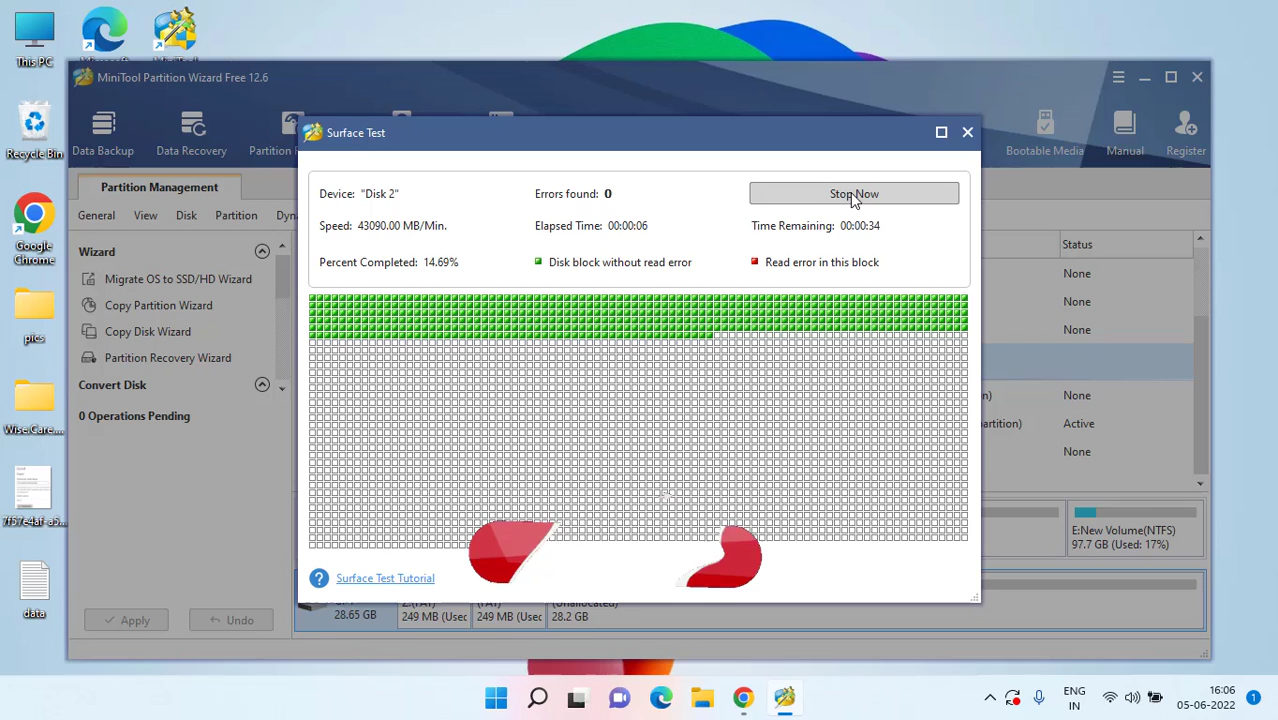 This PC
Recycle Bin
Google
Chrome
pics
Wise.Care....
7f57e4af-a5...
data
MiniTool Partition Wizard Free 12.6
Data Backup
Data Recovery
Bootable Media
Manual
Register
Partition Management
General View Disk Partition
Wizard
Migrate OS to SSD/HD Wizard
Copy Partition Wizard
Copy Disk Wizard
Partition Recovery Wizard
Convert Disk
0 Operations Pending
Apply
Undo
Surface Test
Device: "Disk 2" Errors found: 0 Stop Now
Speed: 43090.00 MB/Min. Elapsed Time: 00:00:06 Time Remaining: 00:00:34
Percent Completed: 14.69% Disk block without read error Read error in this block
? Surface Test Tutorial
Status
None
None
None
None
Active
None
E:New Volume(NTFS)
97.7 GB (Used: 17%)
28.65 GB
249 MB (Used
249 MB (Used
28.2 GB
ENG
IN
16:06
05-06-2022
1